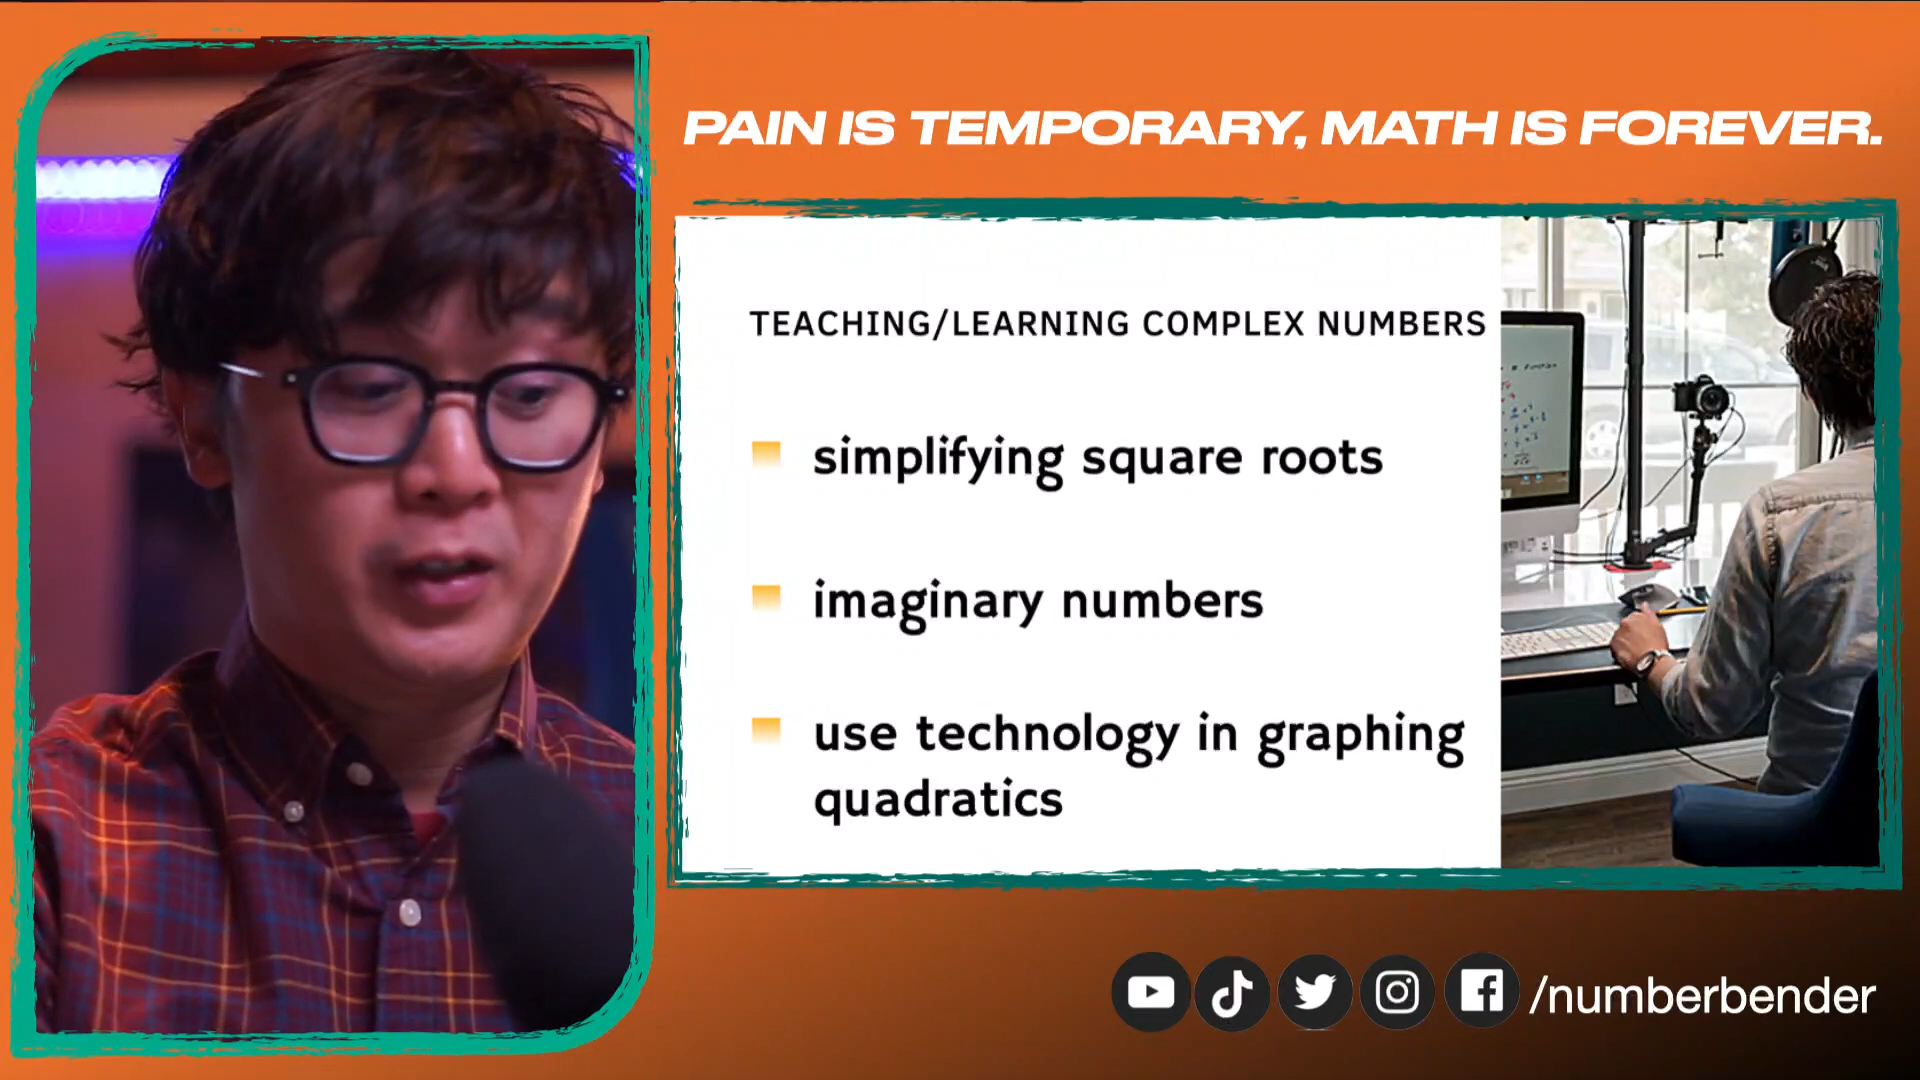 PAIN IS TEMPORARY, MATH IS FOREVER.
TEACHING/LEARNING COMPLEX NUMBERS
simplifying square roots
imaginary numbers
use technology in graphing
quadratics
/numberbender